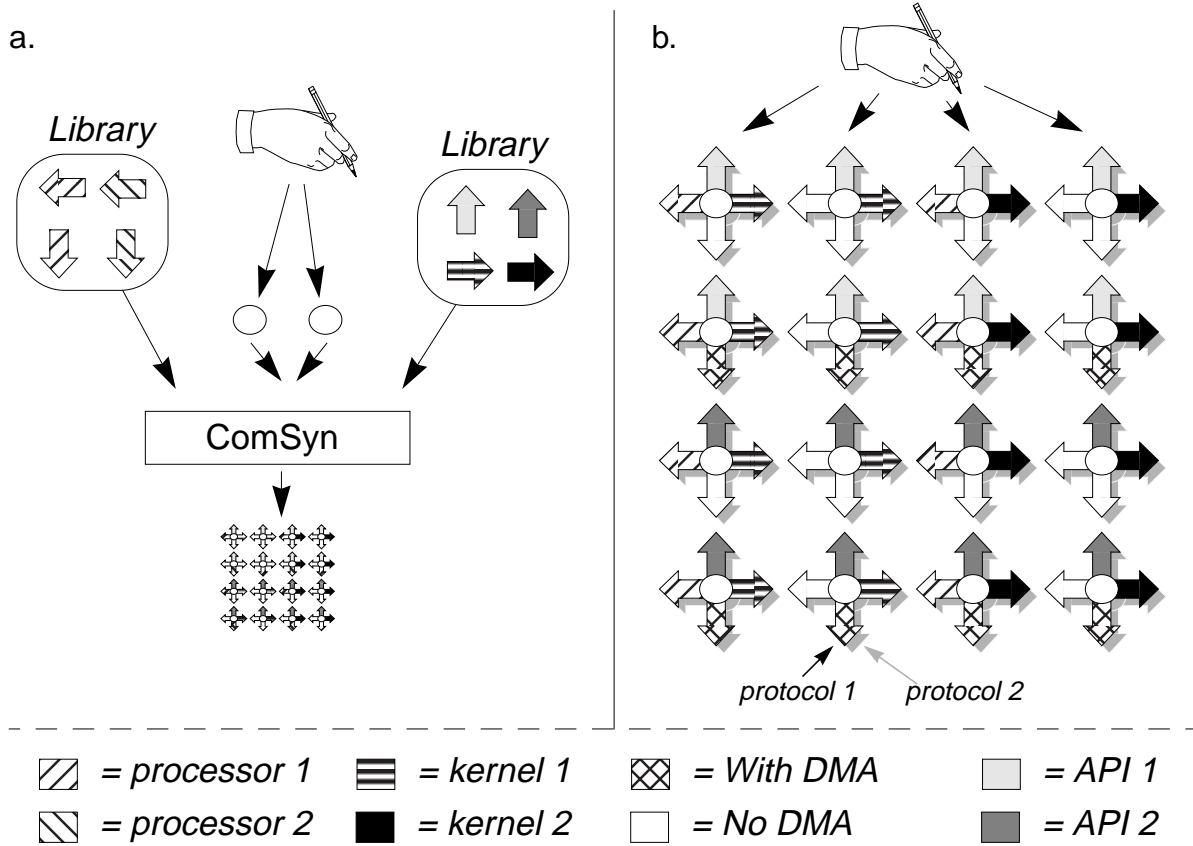 a.
b.
Library
Library
ComSyn
protocol 1
protocol 2
= processor 1
= kernel 1
= With DMA
= API 1
= processor 2
= kernel 2
= No DMA
= API 2